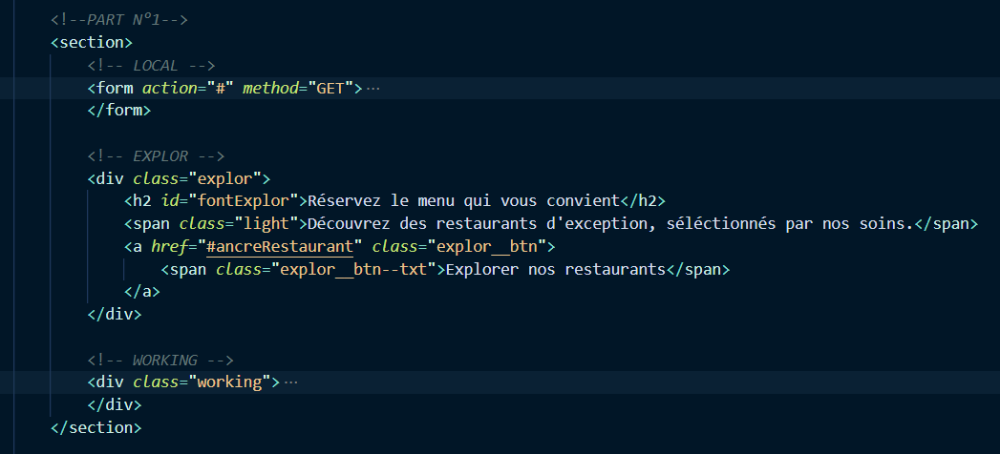 <!--PART N°1-->
<section>
<!-- LOCAL -->
<form action="#" method="GET">···
</form>
<!-- EXPLOR -->
<div class="explor">
<h2 id="fontExplor">Réservez le menu qui vous convient</h2>
<span class="light">Découvrez des restaurants d'exception, séléctionnés par nos soins.</span>
<a href="#ancreRestaurant" class="explor__btn">
<span class="explor__btn--txt">Explorer nos restaurants</span>
</a>
</div>
<!-- WORKING -->
<div class="working">···
</div>
</section>